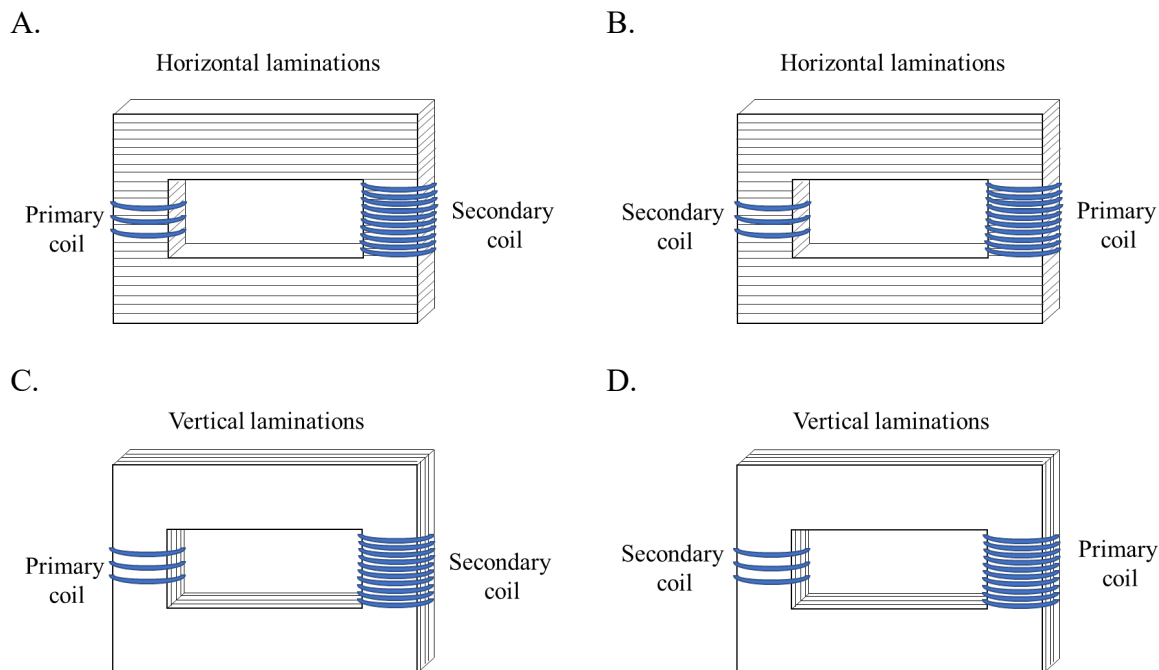 A.
Horizontal laminations
Primary
coil
Secondary
coil
B.
Horizontal laminations
Secondary
coil
Primary
coil
C.
Vertical laminations
Primary
coil
Secondary
coil
D.
Vertical laminations
Secondary
coil
Primary
coil